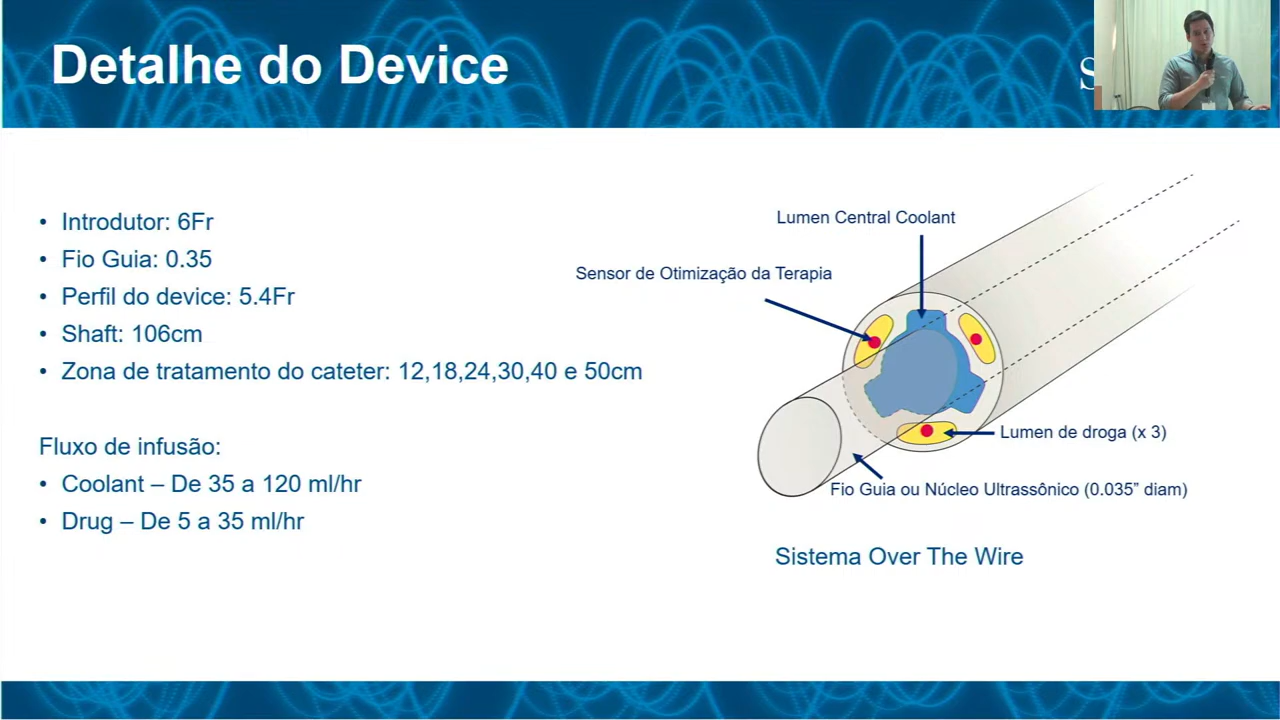 Detalhe do Device
• Introdutor: 6Fr
• Fio Guia: 0.35
• Perfil do device: 5.4Fr
• Shaft: 106cm
• Zona de tratamento do cateter: 12,18,24,30,40 e 50cm
Fluxo de infusão:
• Coolant – De 35 a 120 ml/hr
• Drug – De 5 a 35 ml/hr
Lumen Central Coolant
Sensor de Otimização da Terapia
Lumen de droga (x 3)
Fio Guia ou Núcleo Ultrassônico (0.035” diam)
Sistema Over The Wire